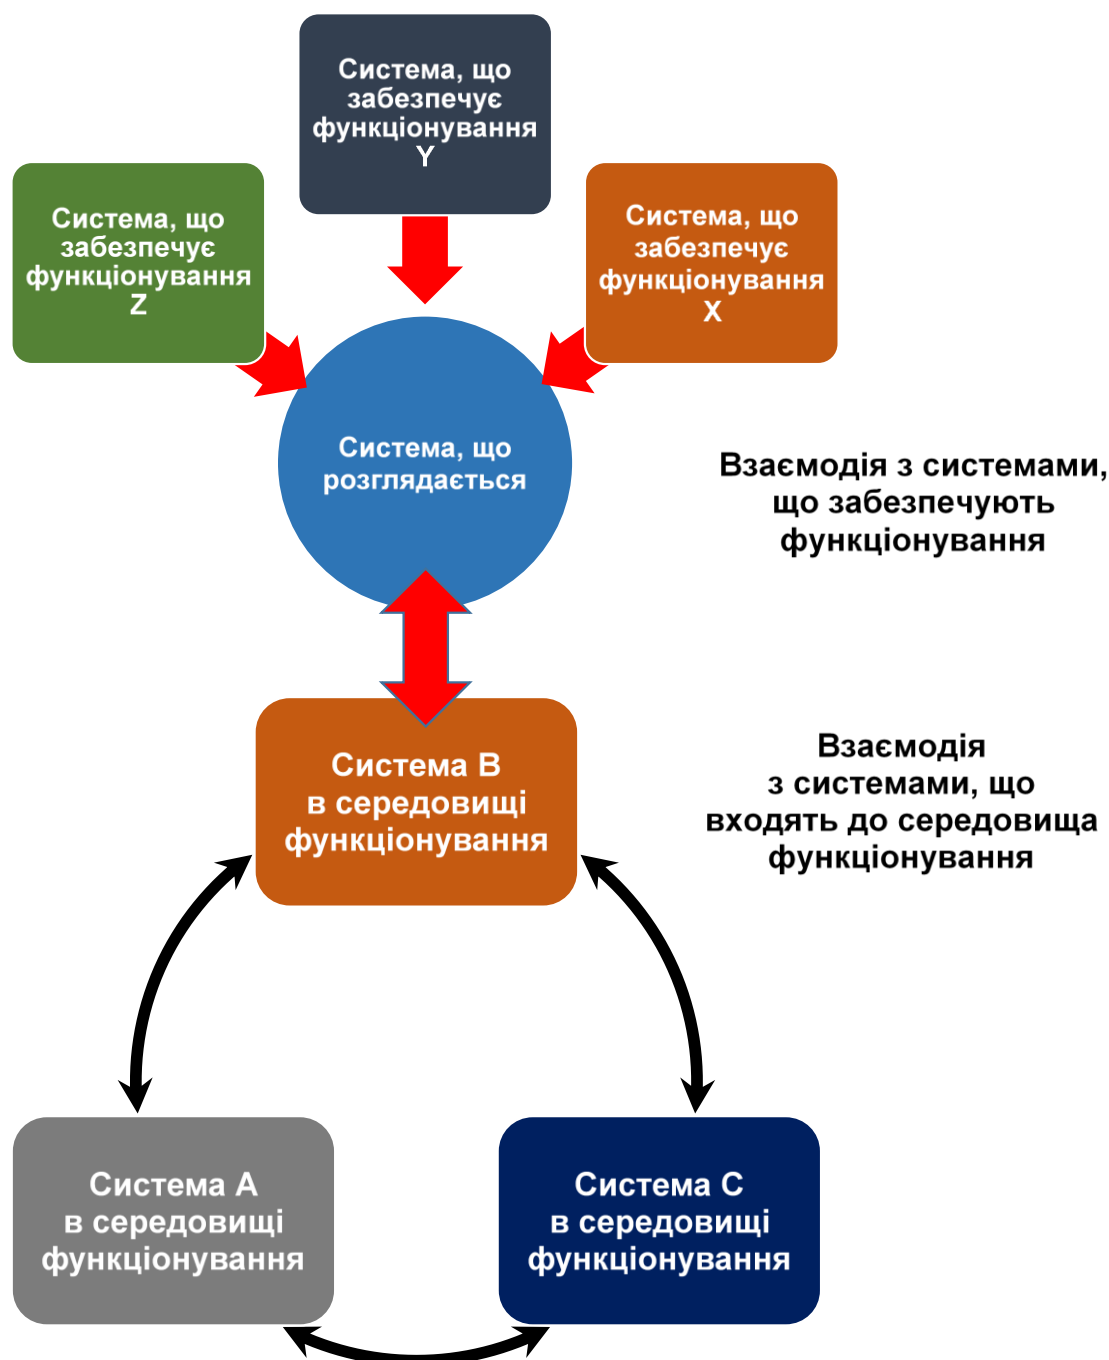 Система, що
забезпечує
функціонування
Y
Система, що
забезпечує
функціонування
Z
Система, що
забезпечує
функціонування
X
Система, що
розглядається
Взаємодія з системами,
що забезпечують
функціонування
Система В
в середовищі
функціонування
Взаємодія
з системами, що
входять до середовища
функціонування
Система А
в середовищі
функціонування
Система С
в середовищі
функціонування